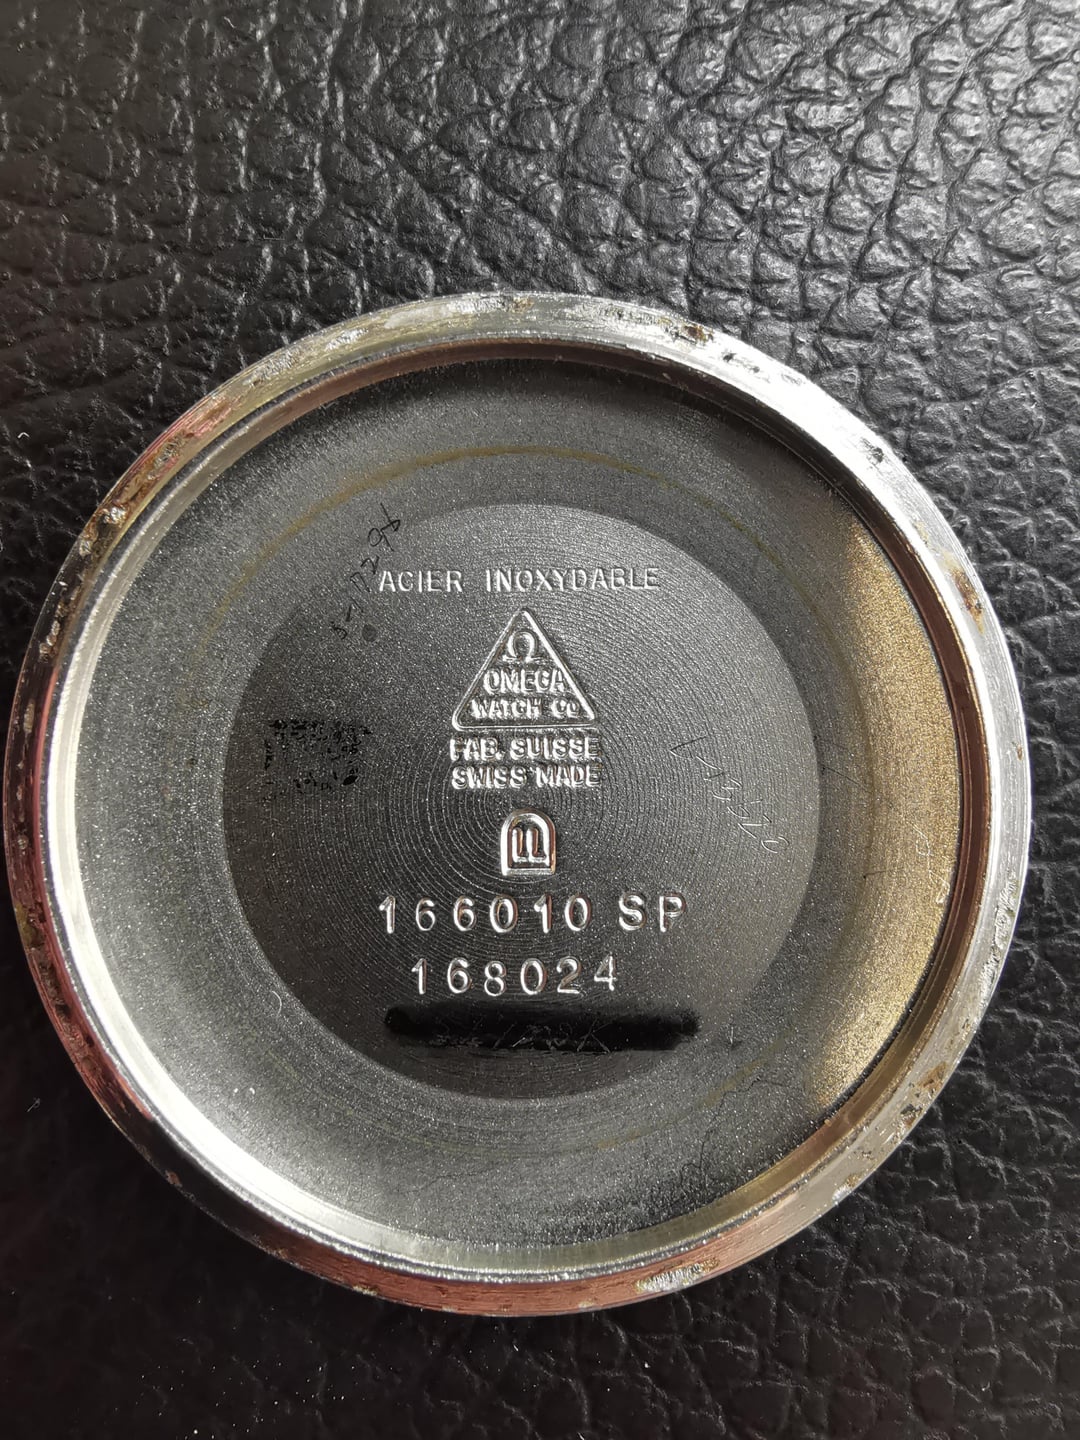 ACIER INOXYDABLE
Ω
OMEGA
WATCH Co
FAB. SUISSE
SWISS MADE
166010 SP
168024